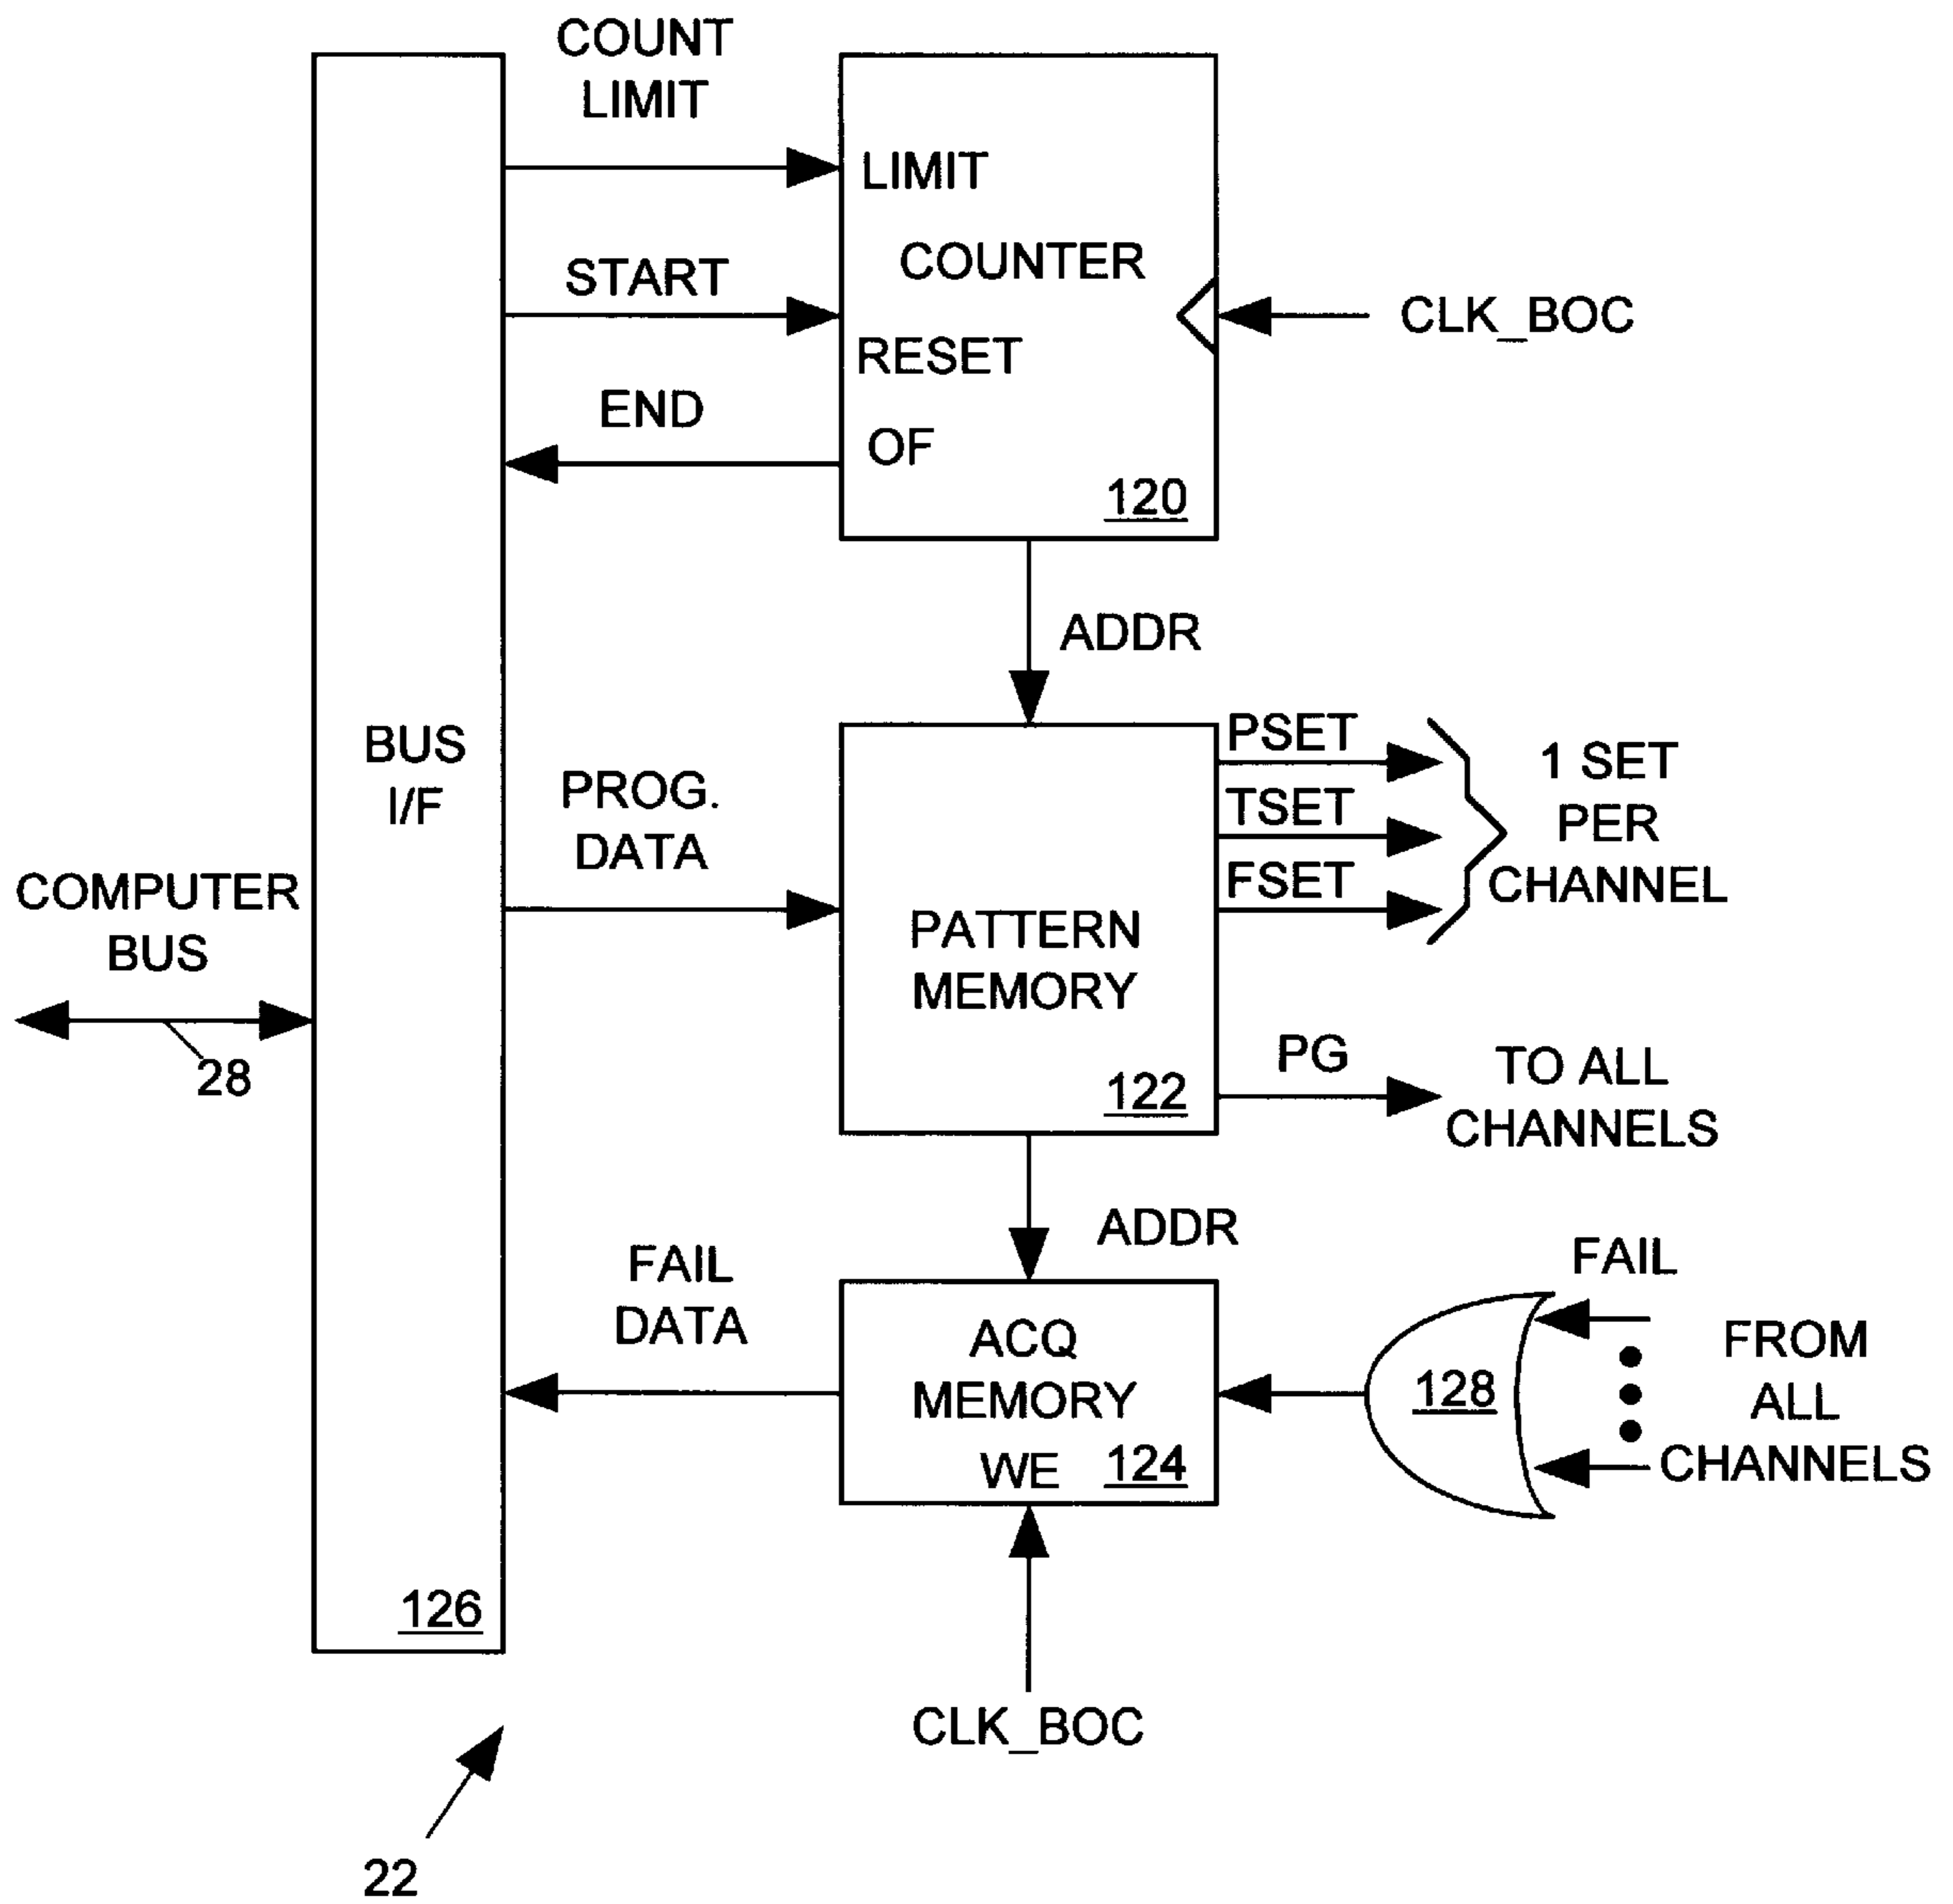 COUNT
LIMIT
LIMIT
COUNTER
START
CLK_BOC
RESET
END
OF
120
ADDR
PSET
1 SET
TSET
PER
FSET
CHANNEL
BUS
I/F
PROG.
DATA
COMPUTER
BUS
28
PATTERN
MEMORY
122
PG
TO ALL
CHANNELS
ADDR
FAIL
DATA
ACQ
MEMORY
WE
124
128
FAIL
FROM
ALL
CHANNELS
126
CLK_BOC
22